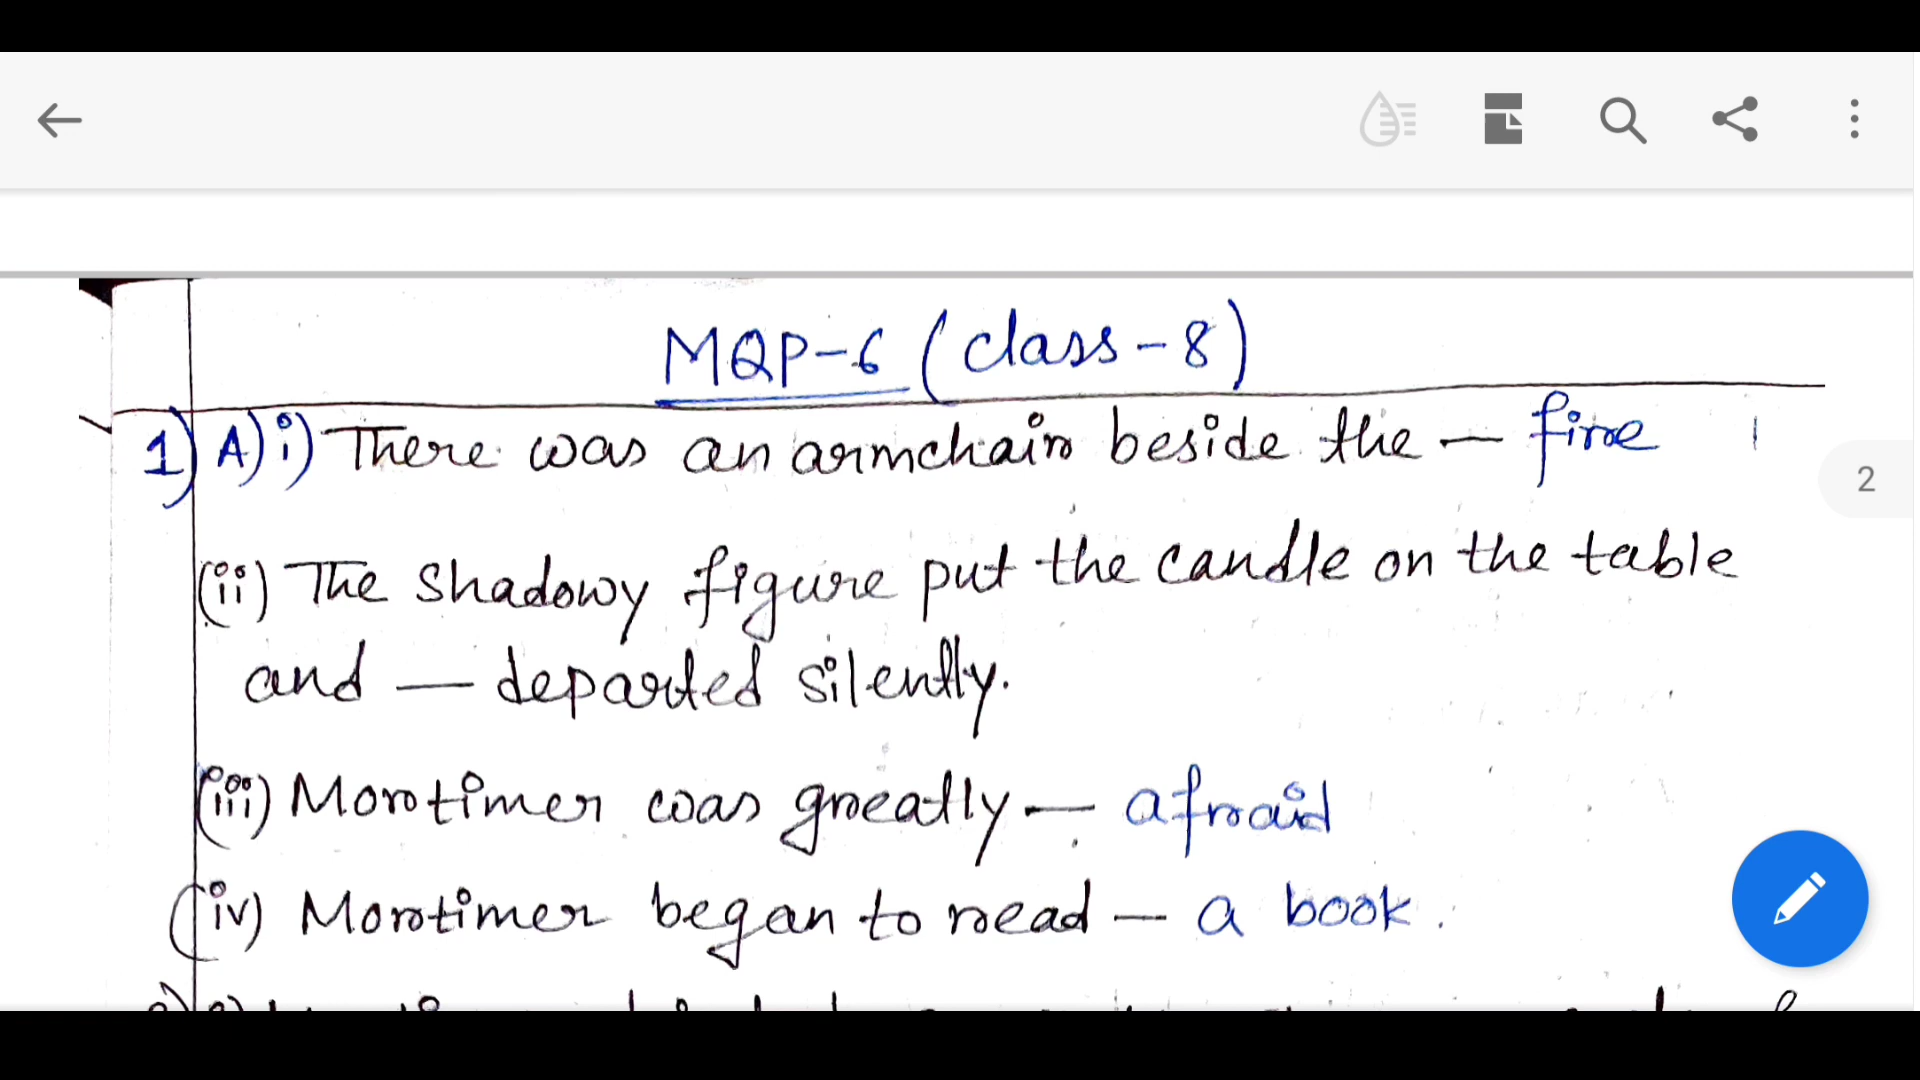 MQP-6 (class-8)
1) A) i) There was an armchair beside the — fire
2
(ii) The shadowy figure put the candle on the table
and — departed silently.
(iii) Mortimer was greatly — afraid
(iv) Mortimer began to read — a book.